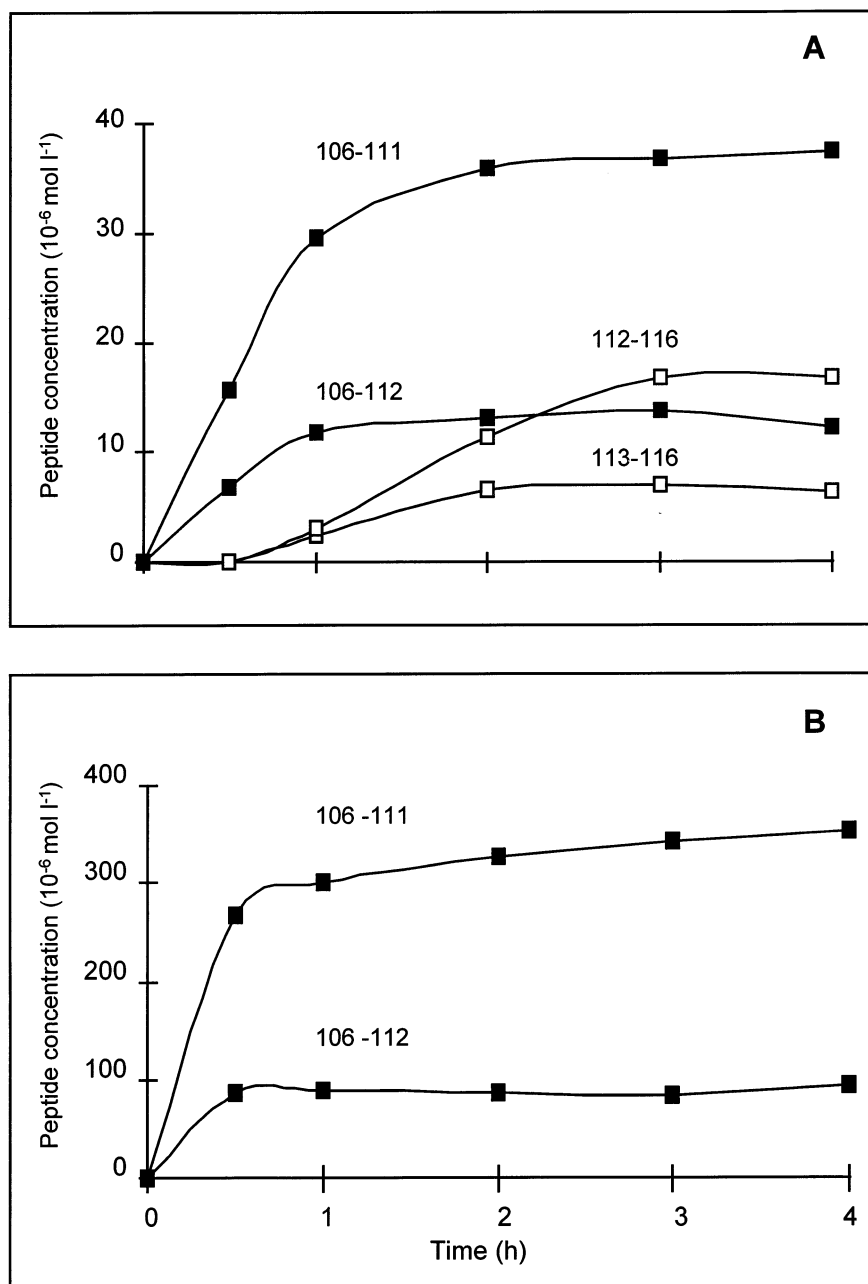 A
Peptide concentration (10⁻⁶ mol l⁻¹)
40
30
20
10
0
106-111
112-116
106-112
113-116
B
Peptide concentration (10⁻⁶ mol l⁻¹)
400
300
200
100
0
106 -111
106 -112
0 1 2 3 4
Time (h)